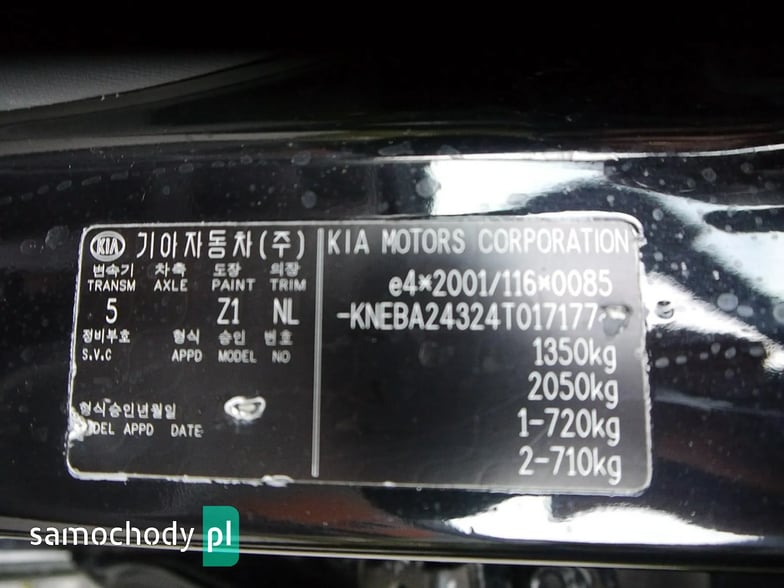 KIA 기아자동차(주)
변속기 차축 도장 의장
TRANSM AXLE PAINT TRIM
5 Z1 NL
정비부호 형식 승인 번호
S.V.C APPD MODEL NO
형식승인년월일
DEL APPD DATE
KIA MOTORS CORPORATION
e4*2001/116*0085
-KNEBA24324T017177-
1350kg
2050kg
1-720kg
2-710kg
samochody pl